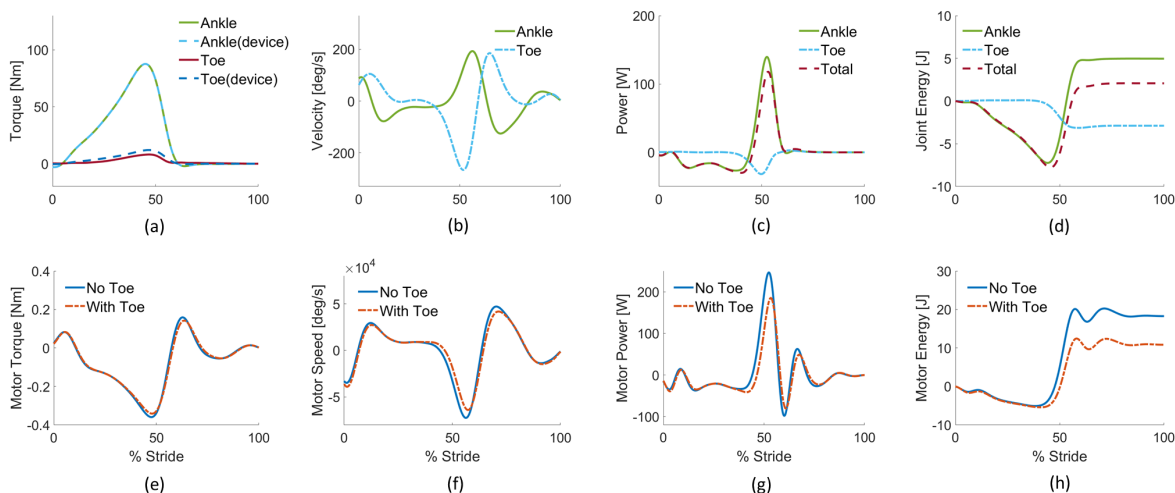 Torque [Nm]
100
50
0
0 50 100
Ankle
Ankle(device)
Toe
Toe(device)
(a)
Velocity [deg/s]
200
0
-200
0 50 100
Ankle
Toe
(b)
Power [W]
200
100
0
0 50 100
Ankle
Toe
Total
(c)
Joint Energy [J]
10
5
0
-5
-10
0 50 100
Ankle
Toe
Total
(d)
Motor Torque [Nm]
0.4
0.2
0
-0.2
-0.4
0 50 100
% Stride
No Toe
With Toe
(e)
Motor Speed [deg/s]
× 10⁴
5
0
-5
0 50 100
% Stride
No Toe
With Toe
(f)
Motor Power [W]
200
100
0
-100
0 50 100
% Stride
No Toe
With Toe
(g)
Motor Energy [J]
30
20
10
0
10
0 50 100
% Stride
No Toe
With Toe
(h)